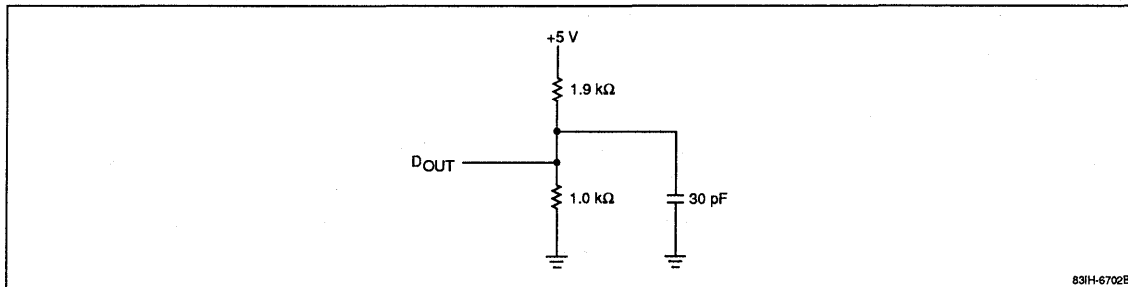 +5 V
1.9 kΩ
DOUT
1.0 kΩ
30 pF
83IH-6702B